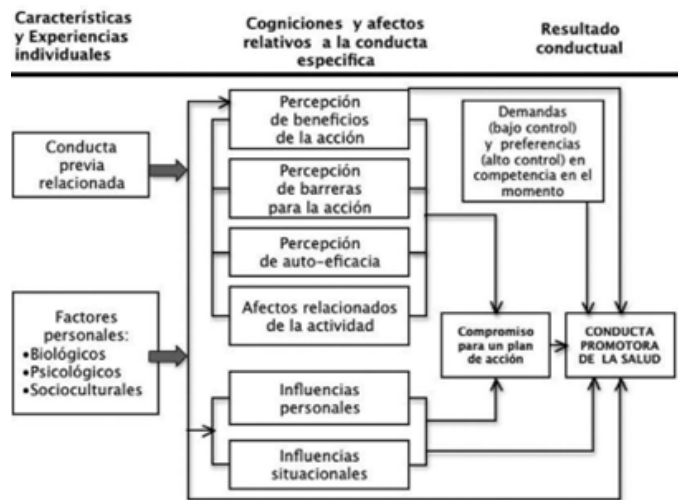 Características
y Experiencias
individuales
Cogniciones y afectos
relativos a la conducta
especifica
Resultado
conductual
Conducta
previa
relacionada
Factores
personales:
•Biológicos
•Psicológicos
•Socioculturales
Percepción
de beneficios
de la acción
Percepción
de barreras
para la acción
Percepción
de auto-eficacia
Afectos relacionados
de la actividad
Influencias
personales
Influencias
situacionales
Demandas
(bajo control)
y preferencias
(alto control) en
competencia en el
momento
Compromiso
para un plan
de acción
CONDUCTA
PROMOTORA
DE LA SALUD